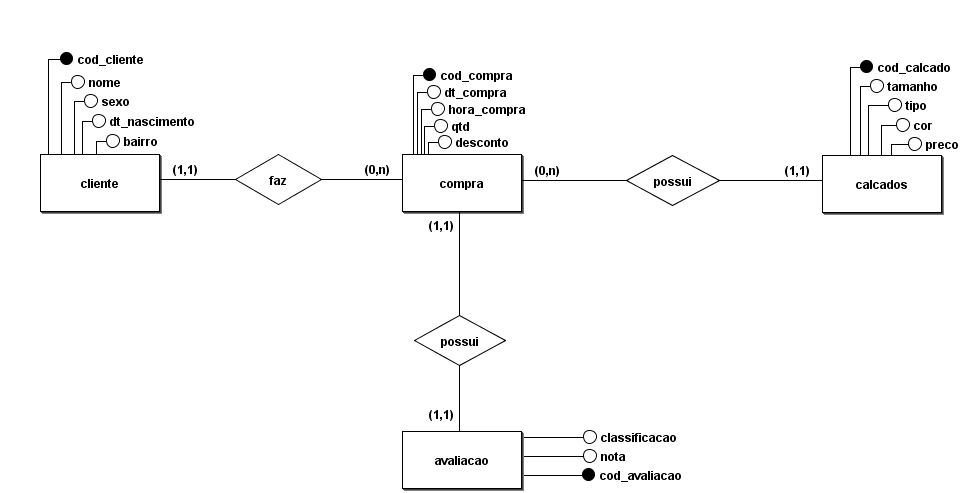 cod_cliente
nome
sexo
dt_nascimento
bairro
cliente
(1,1)
faz
(0,n)
cod_compra
dt_compra
hora_compra
qtd
desconto
compra
(0,n)
possui
(1,1)
cod_calcado
tamanho
tipo
cor
preco
calcados
(1,1)
possui
(1,1)
avaliacao
classificacao
nota
cod_avaliacao